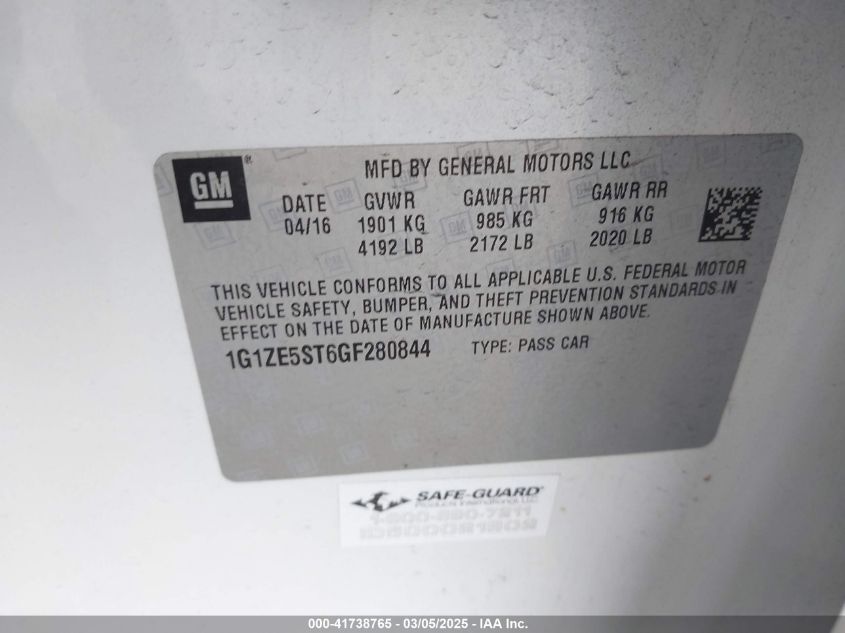 GM
MFD BY GENERAL MOTORS LLC
DATE GVWR GAWR FRT GAWR RR
04/16 1901 KG 985 KG 916 KG
4192 LB 2172 LB 2020 LB
THIS VEHICLE CONFORMS TO ALL APPLICABLE U.S. FEDERAL MOTOR
VEHICLE SAFETY, BUMPER, AND THEFT PREVENTION STANDARDS IN
EFFECT ON THE DATE OF MANUFACTURE SHOWN ABOVE.
1G1ZE5ST6GF280844 TYPE: PASS CAR
SAFE-GUARD
Products International, LLC
000-41738765 - 03/05/2025 - IAA Inc.